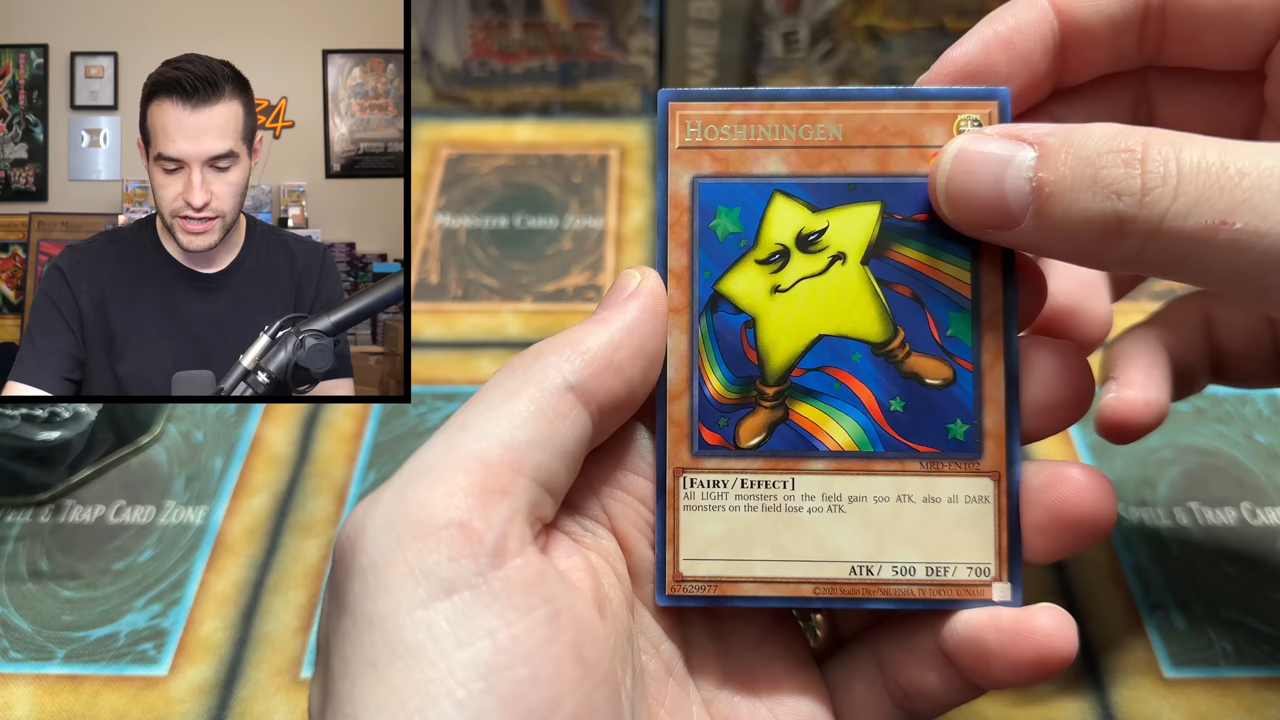 34
HOSHININGEN
MONSTER CARD ZONE
MRD-EN102
[FAIRY/EFFECT]
All LIGHT monsters on the field gain 500 ATK, also all DARK
monsters on the field lose 400 ATK.
ATK/ 500 DEF/ 700
67629977
©2020 Studio Dice/SHUEISHA, TV TOKYO, KONAMI
& TRAP CARD ZONE
SPELL & TRAP CARD